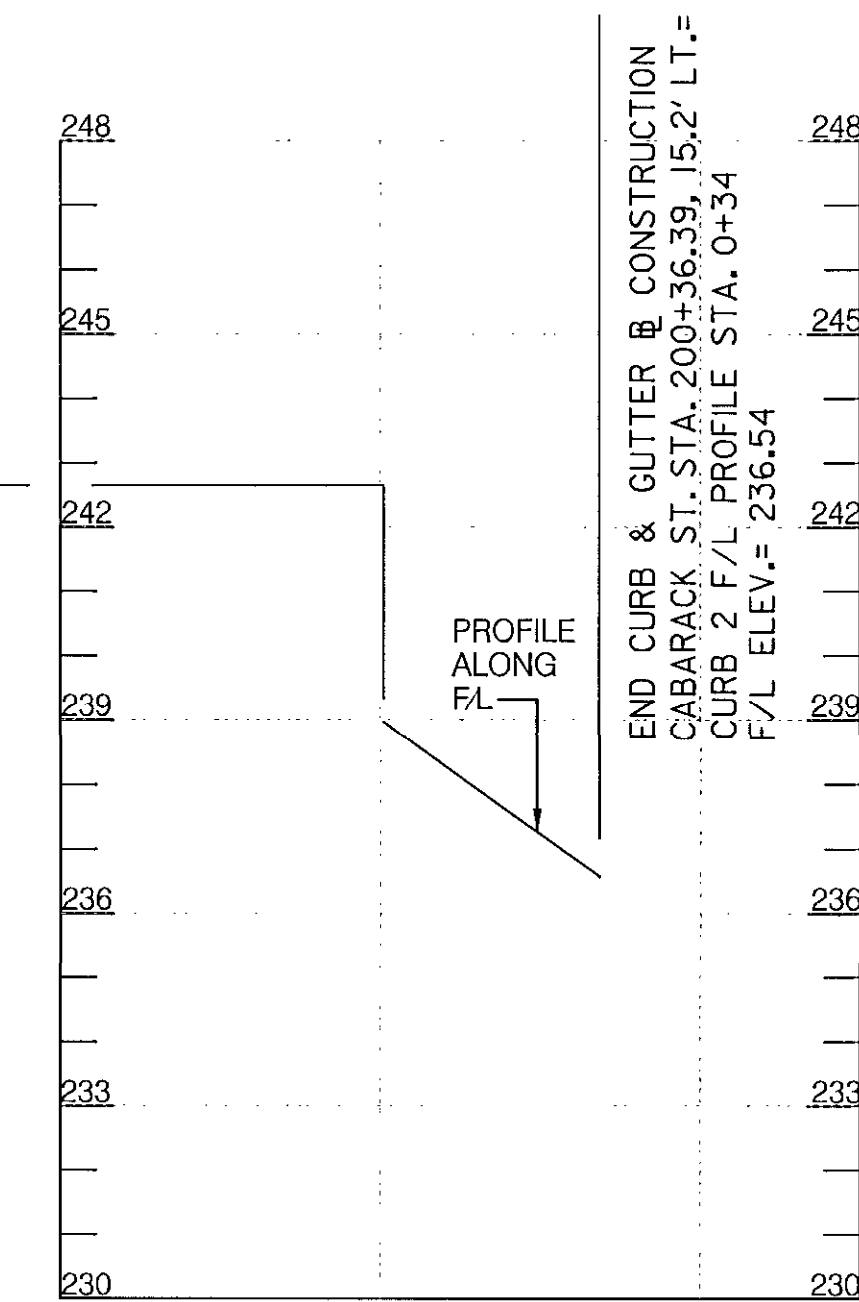 248 248
245 245
242 242
239 239
236 236
233 233
230 230
PROFILE
ALONG
F/L
END CURB & GUTTER ⅊ CONSTRUCTION
CABARACK ST. STA. 200+36.39, 15.2' LT.=
CURB 2 F/L PROFILE STA. 0+34
F/L ELEV.= 236.54